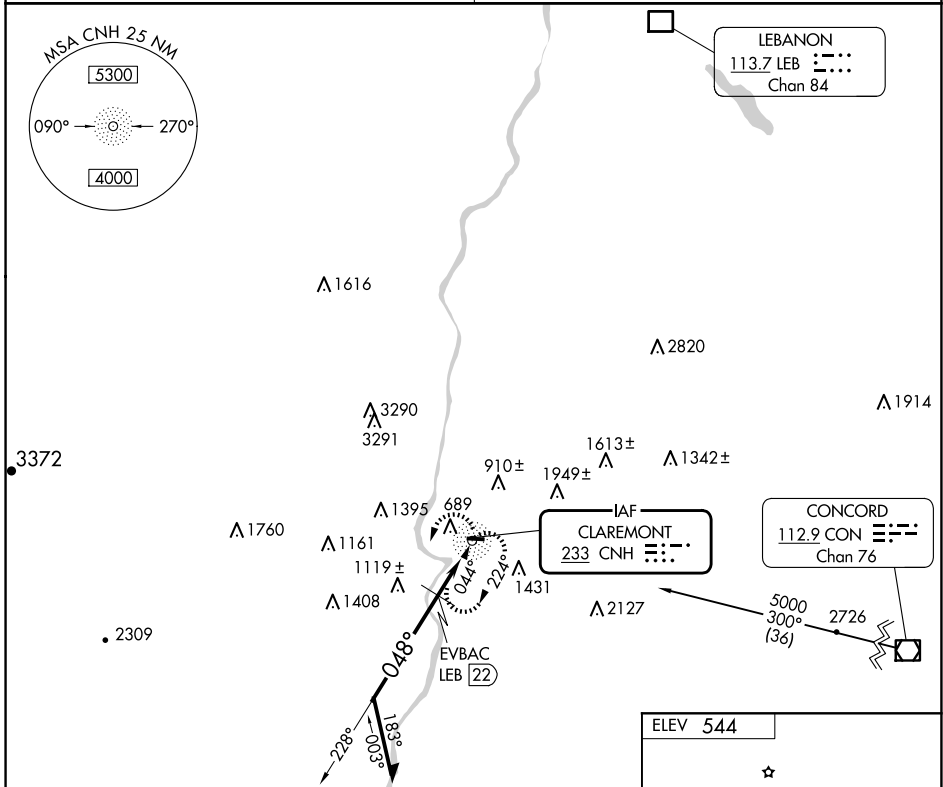 MSA CNH 25 NM
5300
090°
270°
4000
LEBANON
113.7 LEB
Chan 84
1616
2820
1914
3290
3291
3372
1613±
1342±
910±
1949±
1395
689
1760
1161
IAF
CLAREMONT
233 CNH
CONCORD
112.9 CON
Chan 76
1119±
1431
1408
044°
224°
2127
5000
300°
(36)
2726
2309
048°
EVBAC
LEB 22
183°
003°
228°
ELEV 544